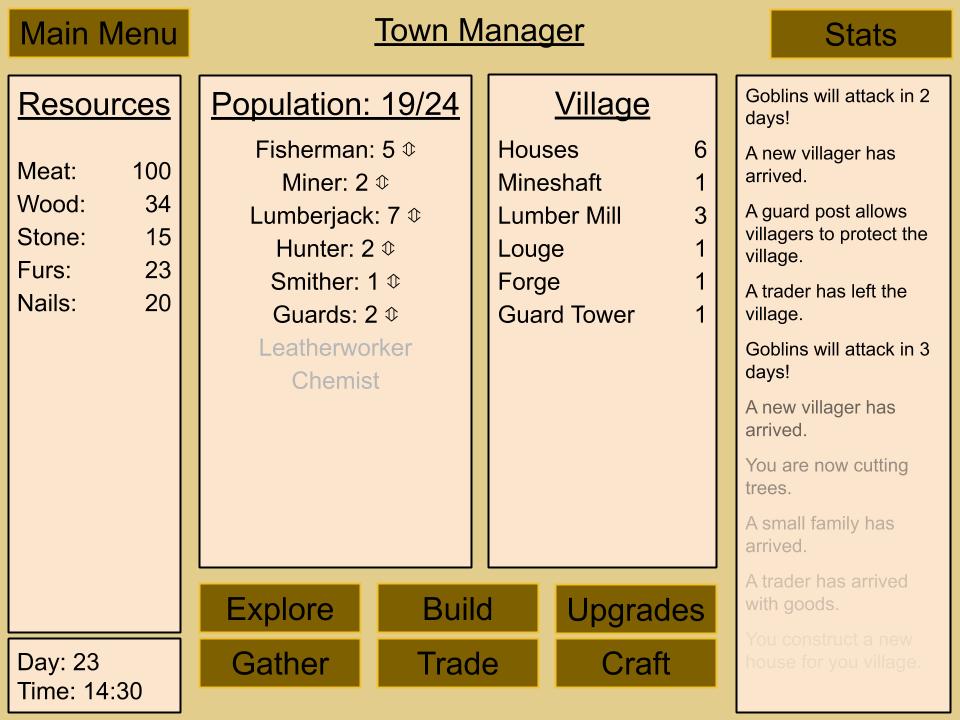 Main Menu
Town Manager
Stats
Resources
Meat: 100
Wood: 34
Stone: 15
Furs: 23
Nails: 20
Day: 23
Time: 14:30
Population: 19/24
Fisherman: 5
Miner: 2
Lumberjack: 7
Hunter: 2
Smither: 1
Guards: 2
Leatherworker
Chemist
Village
Houses 6
Mineshaft 1
Lumber Mill 3
Louge 1
Forge 1
Guard Tower 1
Explore
Build
Upgrades
Gather
Trade
Craft
Goblins will attack in 2
days!
A new villager has
arrived.
A guard post allows
villagers to protect the
village.
A trader has left the
village.
Goblins will attack in 3
days!
A new villager has
arrived.
You are now cutting
trees.
A small family has
arrived.
A trader has arrived
with goods.
You construct a new
house for you village.